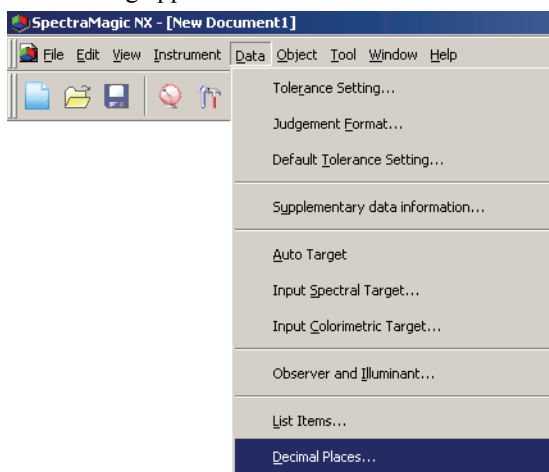 SpectraMagic NX - [New Document1]
File Edit View Instrument Data Object Tool Window Help
Tolerance Setting...
Judgement Format...
Default Tolerance Setting...
Supplementary data information...
Auto Target
Input Spectral Target...
Input Colorimetric Target...
Observer and Illuminant...
List Items...
Decimal Places...